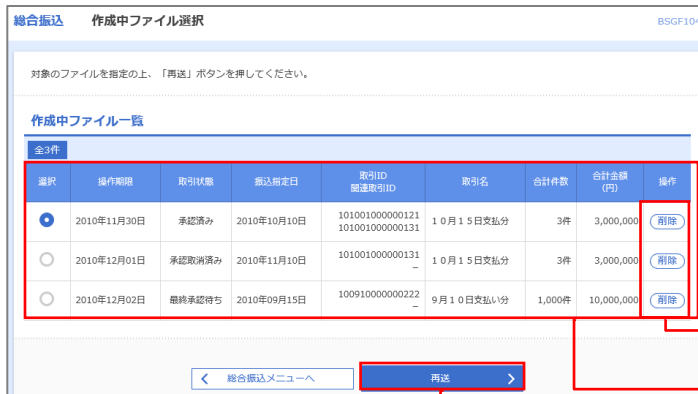 総合振込 作成中ファイル選択 BSGF104
対象のファイルを指定の上、「再送」ボタンを押してください。
作成中ファイル一覧
全3件
選択 操作期限 取引状態 振込指定日 取引ID 取引名 合計件数 合計金額 操作
関連取引ID (円)
2010年11月30日 承認済み 2010年10月10日 101001000000121 10月15日支払分 3件 3,000,000 削除
101001000000131
2010年12月01日 承認取消済み 2010年11月10日 101001000000131 10月15日支払分 3件 3,000,000 削除
–
2010年12月02日 最終承認待ち 2010年09月15日 100910000000222 9月10日支払い分 1,000件 10,000,000 削除
–
総合振込メニューへ 再送